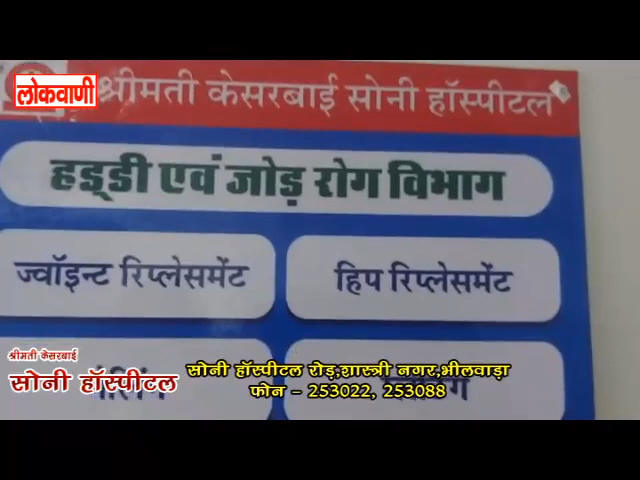 लोकवाणी
श्रीमती केसरबाई सोनी हॉस्पीटल
हड्डी एवं जोड़ रोग विभाग
ज्वॉइन्ट रिप्लेसमेंट
हिप रिप्लेसमेंट
श्रीमती केसरबाई
सोनी हॉस्पीटल
सोनी हॉस्पीटल रोड़,शास्त्री नगर,भीलवाड़ा
फोन - 253022, 253088